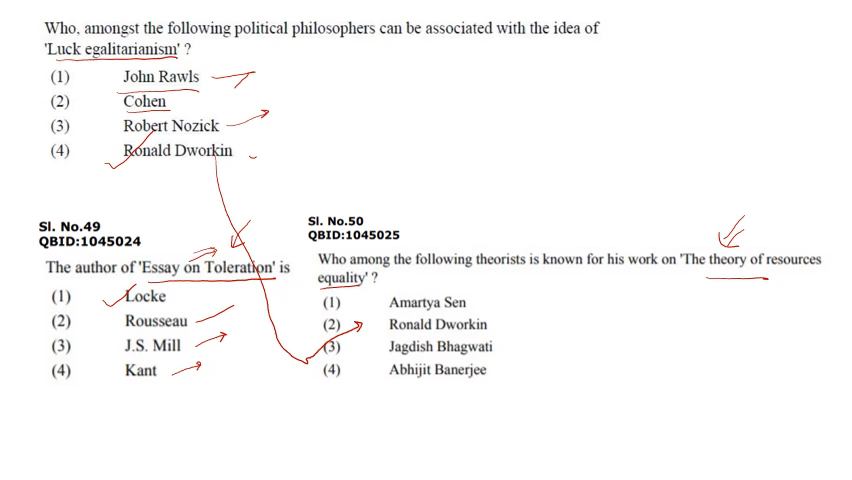 Who, amongst the following political philosophers can be associated with the idea of
'Luck egalitarianism' ?
(1) John Rawls
(2) Cohen
(3) Robert Nozick
(4) Ronald Dworkin
Sl. No.49
QBID:1045024
The author of 'Essay on Toleration' is
(1) Locke
(2) Rousseau
(3) J.S. Mill
(4) Kant
Sl. No.50
QBID:1045025
Who among the following theorists is known for his work on 'The theory of resources
equality' ?
(1) Amartya Sen
(2) Ronald Dworkin
(3) Jagdish Bhagwati
(4) Abhijit Banerjee